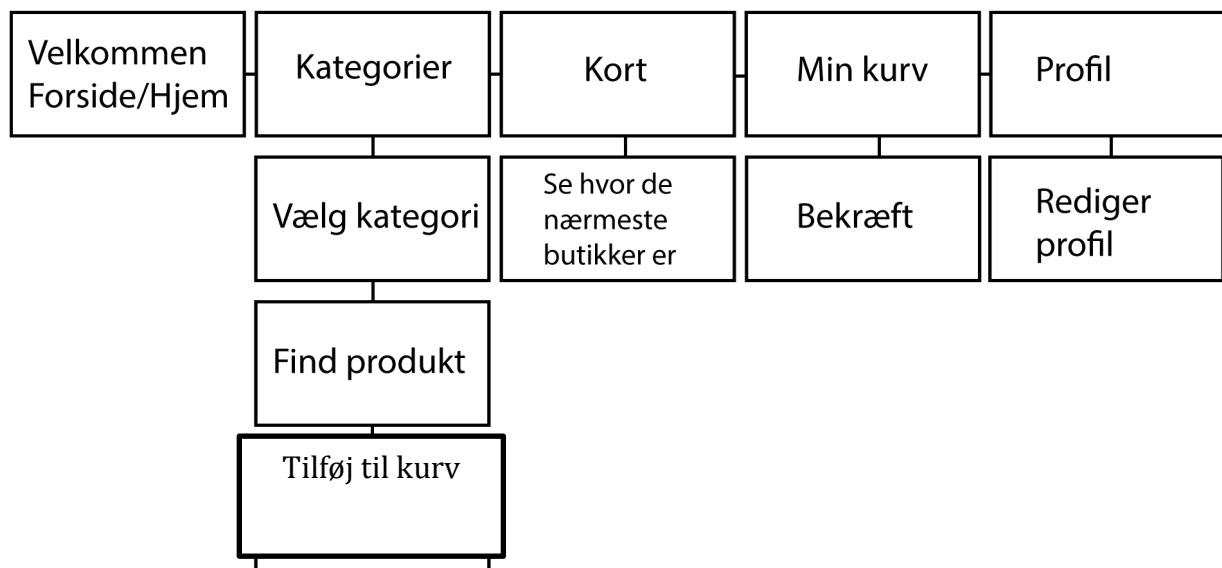 Velkommen
Forside/Hjem
Kategorier
Kort
Min kurv
Profil
Vælg kategori
Se hvor de
nærmeste
butikker er
Bekræft
Rediger
profil
Find produkt
Tilføj til kurv